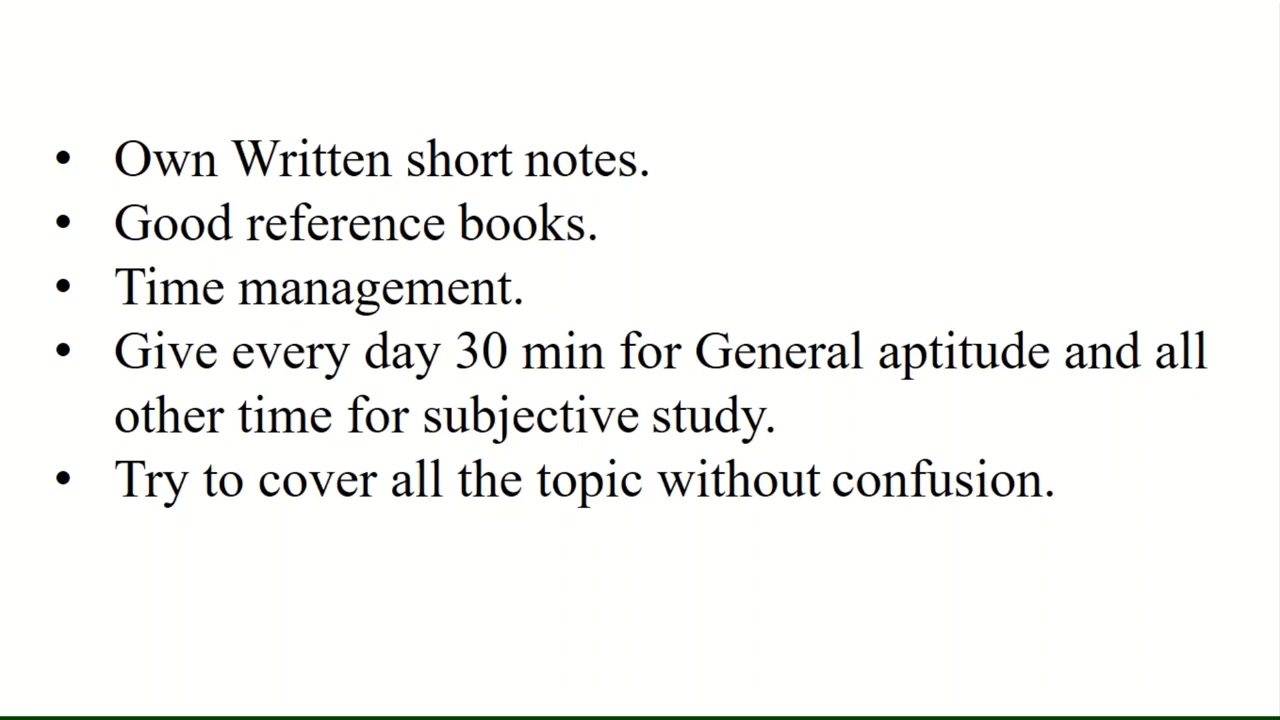 • Own Written short notes.
• Good reference books.
• Time management.
• Give every day 30 min for General aptitude and all
other time for subjective study.
• Try to cover all the topic without confusion.